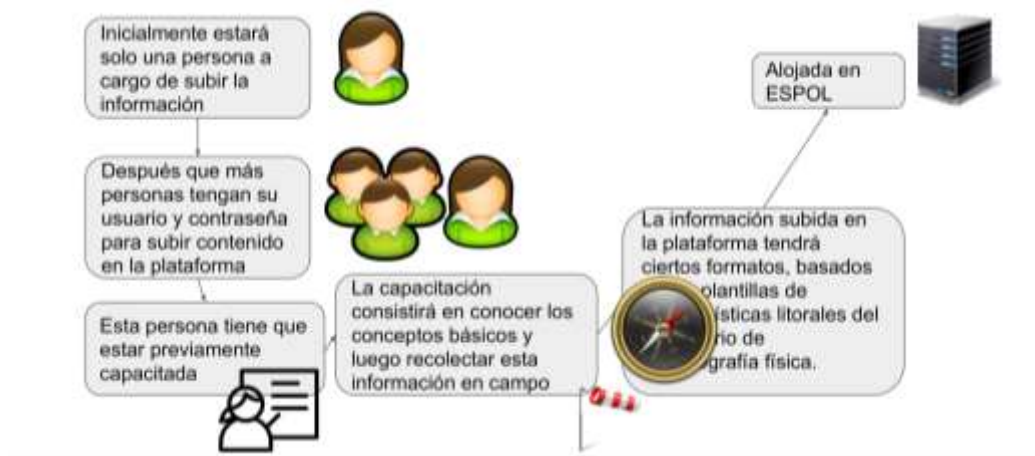 Inicialmente estará
solo una persona a
cargo de subir la
información
Después que más
personas tengan su
usuario y contraseña
para subir contenido
en la plataforma
Esta persona tiene que
estar previamente
capacitada
La capacitación
consistirá en conocer los
conceptos básicos y
luego recolectar esta
información en campo
La información subida en
la plataforma tendrá
ciertos formatos, basados
plantillas de
ísticas litorales del
rio de
grafía física.
Alojada en
ESPOL